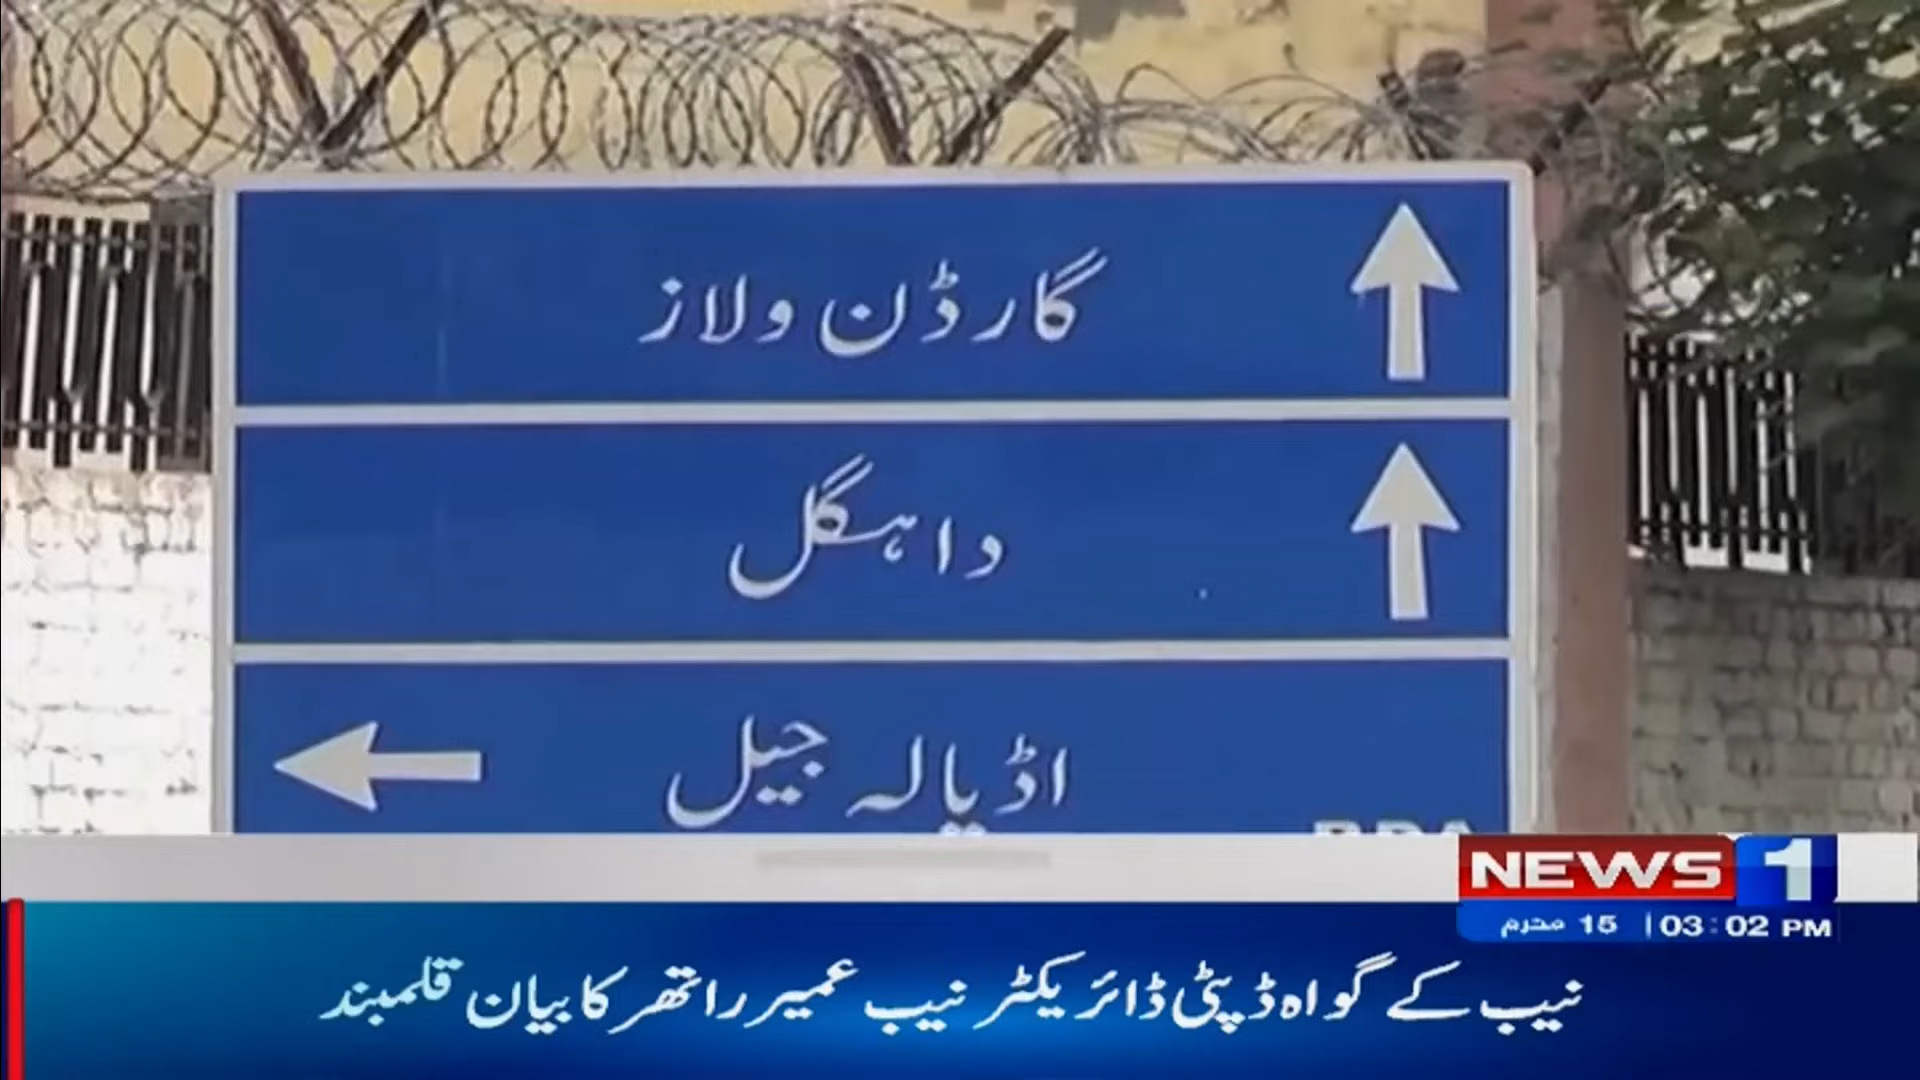 گارڈن ولاز
داہگل
اڈیالہ جیل
NEWS 1
15 محرم | 03:02 PM
نیب کے گواہ ڈپٹی ڈائریکٹر نیب عمیر راتھر کا بیان قلمبند